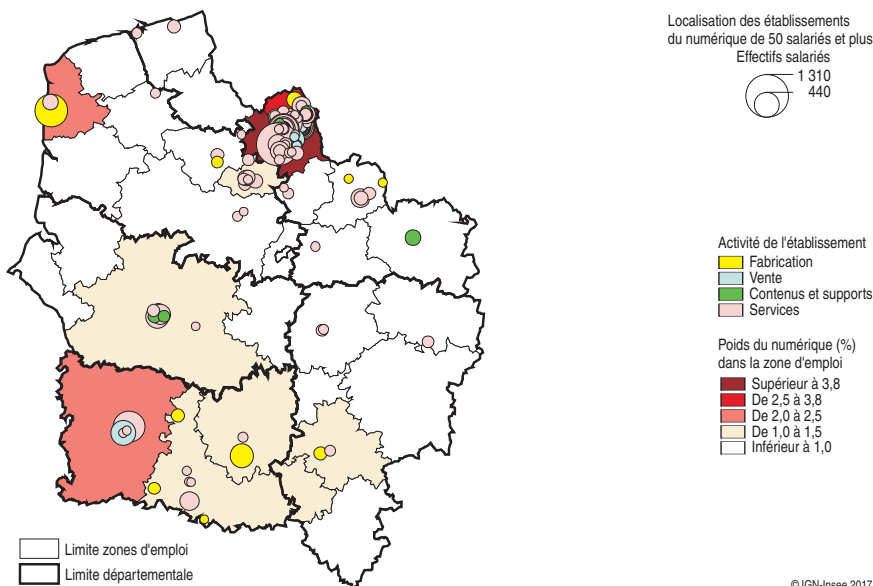 Localisation des établissements
du numérique de 50 salariés et plus
Effectifs salariés
1 310
440
Activité de l'établissement
Fabrication
Vente
Contenus et supports
Services
Poids du numérique (%)
dans la zone d'emploi
Supérieur à 3,8
De 2,5 à 3,8
De 2,0 à 2,5
De 1,0 à 1,5
Inférieur à 1,0
Limite zones d'emploi
Limite départementale
© IGN-Insee 2017